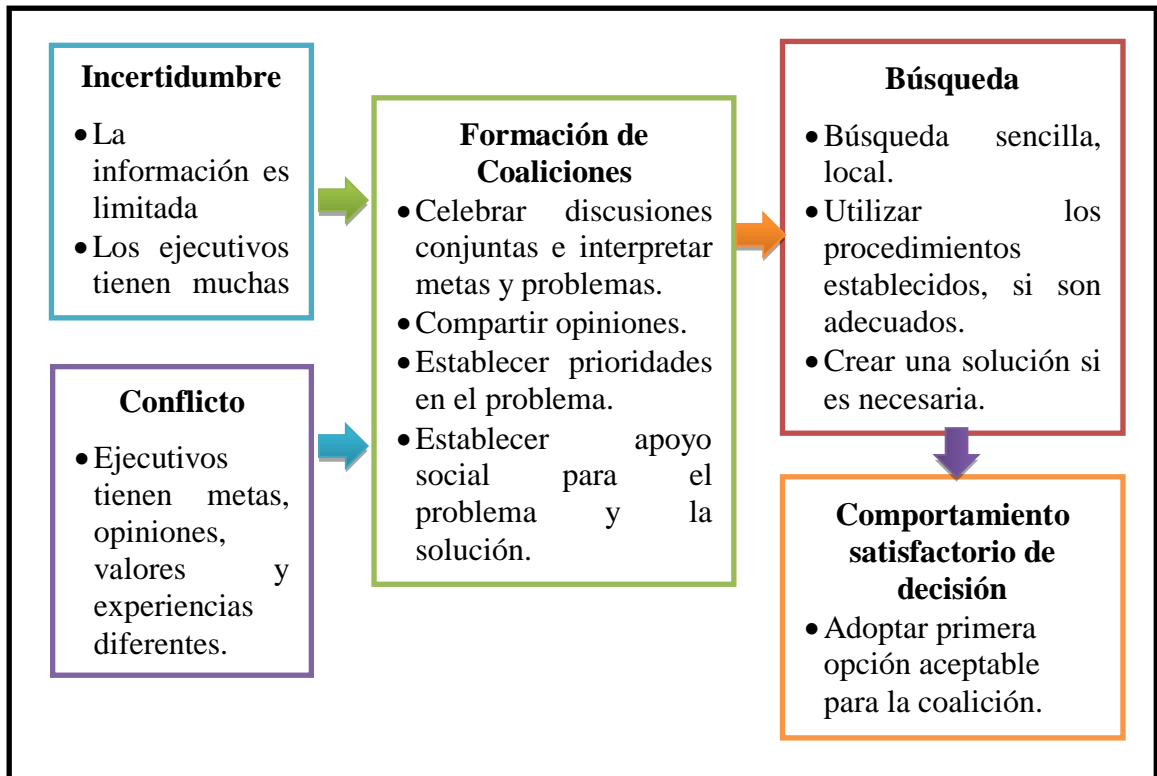 Incertidumbre
• La
información es
limitada
• Los ejecutivos
tienen muchas
Conflicto
• Ejecutivos
tienen metas,
opiniones,
valores y
experiencias
diferentes.
Formación de
Coaliciones
• Celebrar discusiones
conjuntas e interpretar
metas y problemas.
• Compartir opiniones.
• Establecer prioridades
en el problema.
• Establecer apoyo
social para el
problema y la
solución.
Búsqueda
• Búsqueda sencilla,
local.
• Utilizar los
procedimientos
establecidos, si son
adecuados.
• Crear una solución si
es necesaria.
Comportamiento
satisfactorio de
decisión
• Adoptar primera
opción aceptable
para la coalición.